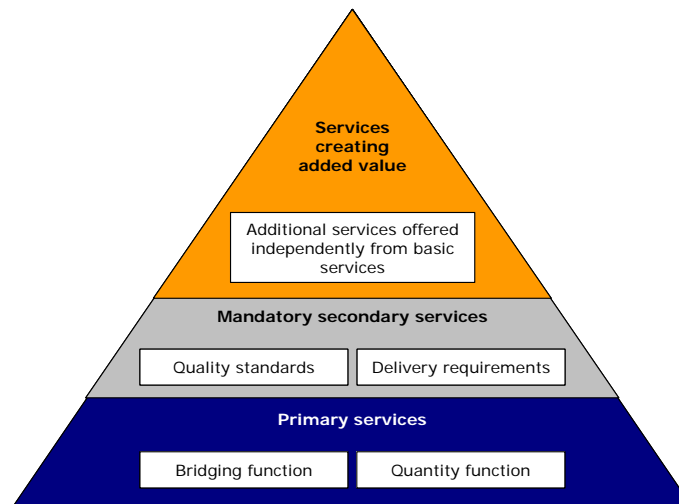 Services
creating
added value
Additional services offered
independently from basic
services
Mandatory secondary services
Quality standards
Delivery requirements
Primary services
Bridging function
Quantity function